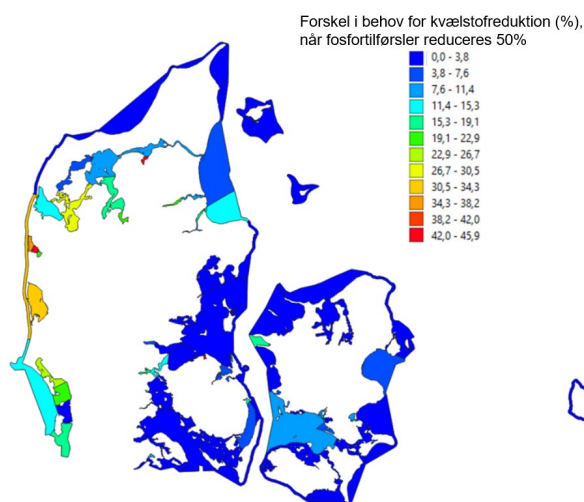 Forskel i behov for kvælstofreduktion (%),
når fosfortilførsler reduceres 50%
0,0 - 3,8
3,8 - 7,6
7,6 - 11,4
11,4 - 15,3
15,3 - 19,1
19,1 - 22,9
22,9 - 26,7
26,7 - 30,5
30,5 - 34,3
34,3 - 38,2
38,2 - 42,0
42,0 - 45,9